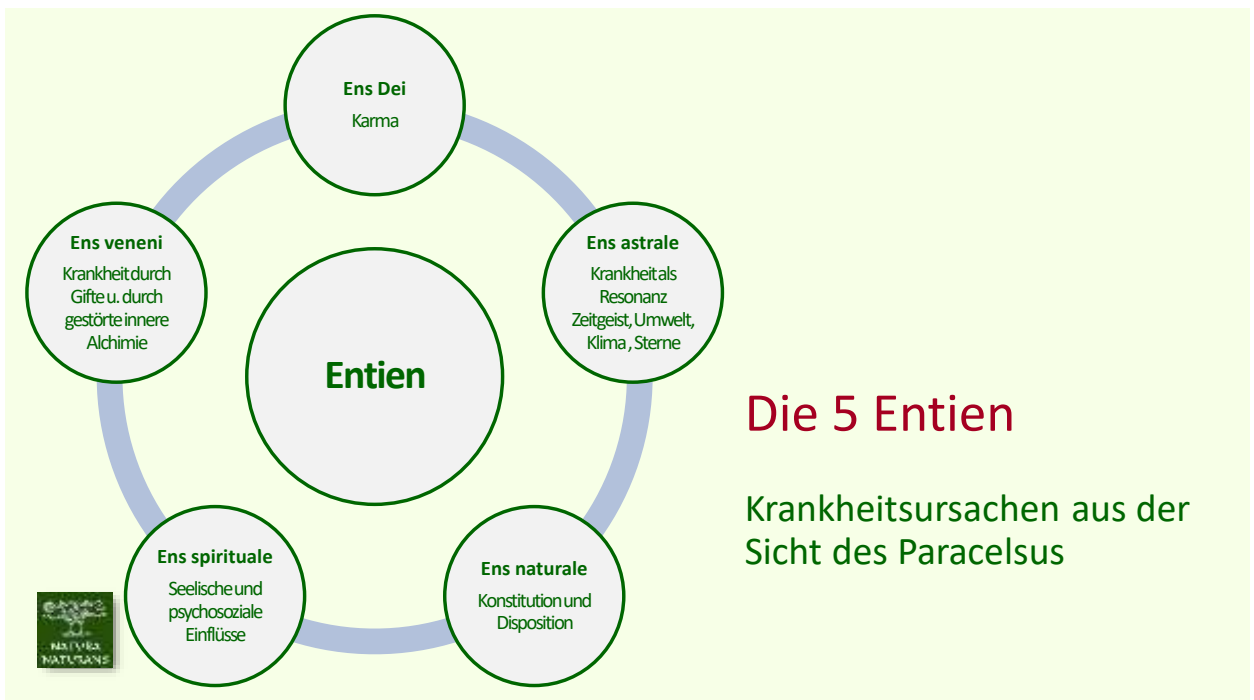 Ens Dei
Karma
Ens veneni
Krankheit durch
Gifte u. durch
gestörte innere
Alchimie
Ens astrale
Krankheit als
Resonanz
Zeitgeist, Umwelt,
Klima , Sterne
Entien
Ens spirituale
Seelische und
psychosoziale
Einflüsse
Ens naturale
Konstitution und
Disposition
Die 5 Entien
Krankheitsursachen aus der
Sicht des Paracelsus
NATURA
NATURANS